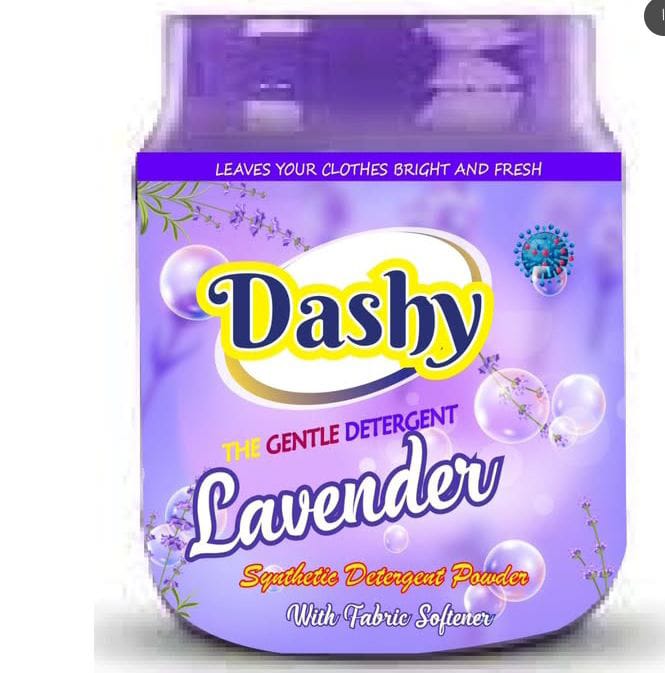 LEAVES YOUR CLOTHES BRIGHT AND FRESH
Dashy
THE GENTLE DETERGENT
Lavender
Synthetic Detergent Powder
With Fabric Softener